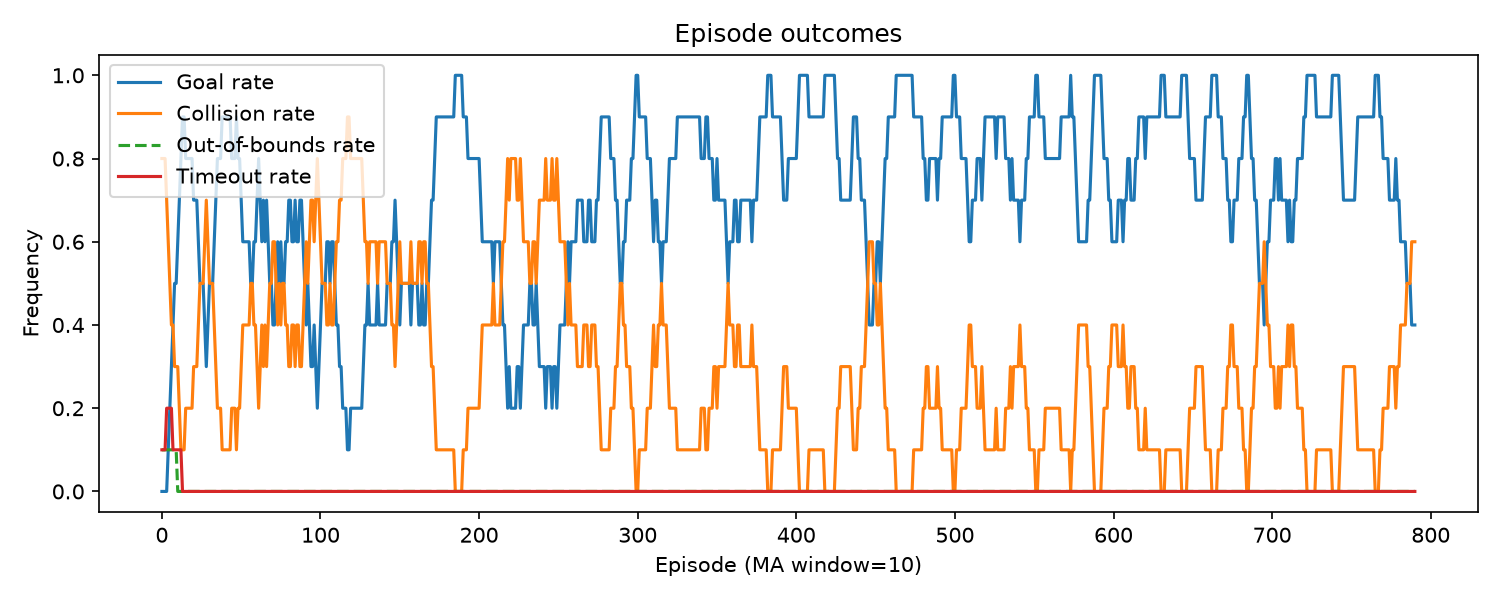 Episode outcomes
Goal rate
Collision rate
Out-of-bounds rate
Timeout rate
1.0
0.8
0.6
0.4
0.2
0.0
Frequency
0 100 200 300 400 500 600 700 800
Episode (MA window=10)